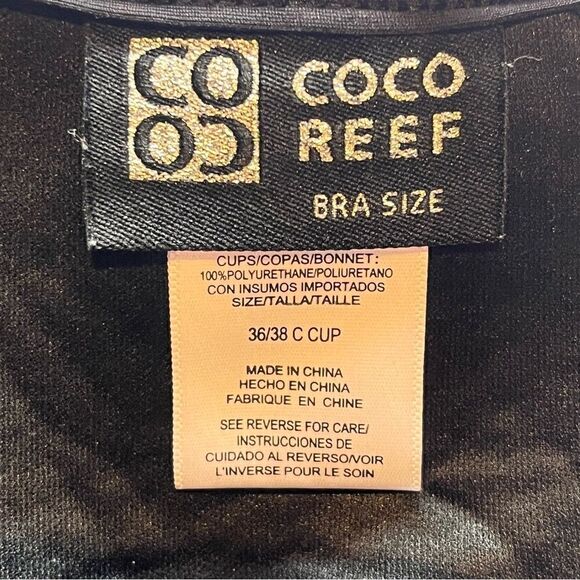 CO
OC
COCO
REEF
BRA SIZE
CUPS/COPAS/BONNET:
100%POLYURETHANE/POLIURETANO
CON INSUMOS IMPORTADOS
SIZE/TALLA/TAILLE
36/38 C CUP
MADE IN CHINA
HECHO EN CHINA
FABRIQUE EN CHINE
SEE REVERSE FOR CARE/
INSTRUCCIONES DE
CUIDADO AL REVERSO/VOIR
L'INVERSE POUR LE SOIN